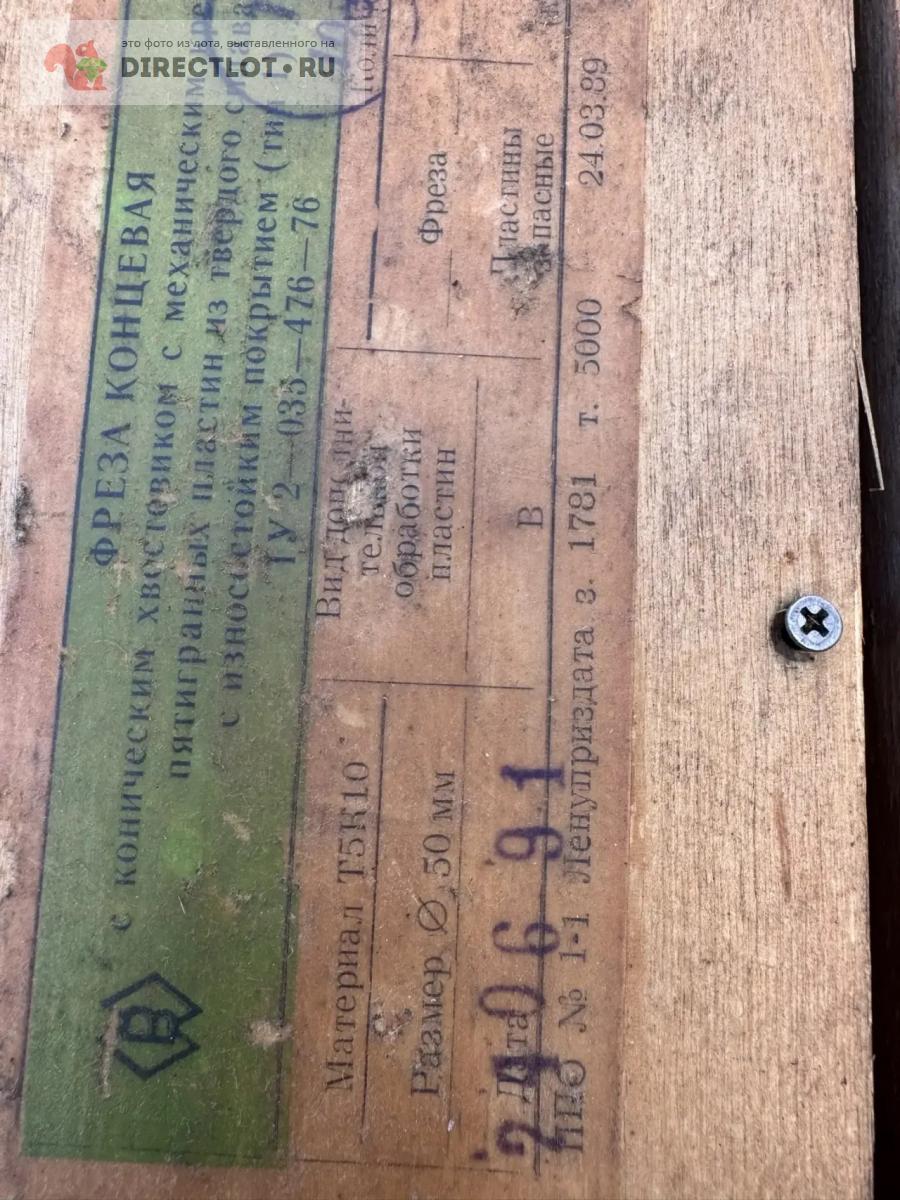 это фото из лота, выставленного на
DIRECTLOT.RU
ФРЕЗА КОНЦЕВАЯ
с коническим хвостовиком с механическим
пятигранных пластин из твердого
с износостойким покрытием (тип
ТУ 2—035—476—76
В
Материал Т5К10
Размер ∅ 50 мм
Дата
24 06 91
Вид дополни-
тельной
обработки
пластин
В
Фреза
Пластины
запасные
ППО № 1-1 Ленуприздата з. 1781 т. 5000 24.03.89